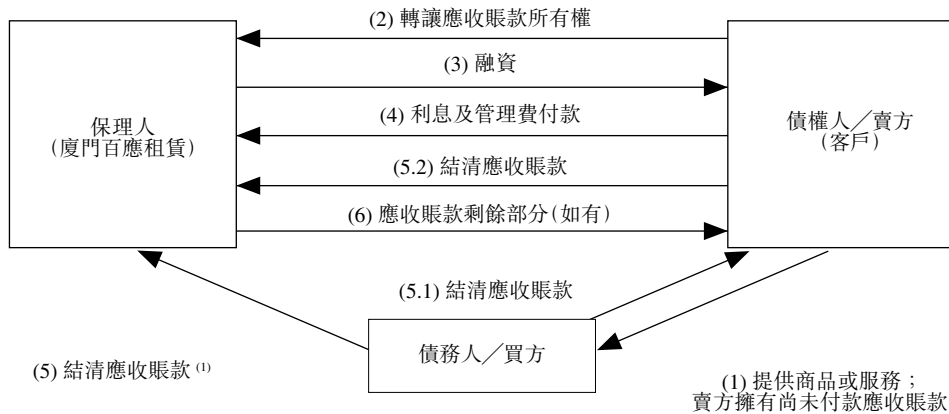 (2) 轉讓應收賬款所有權
(3) 融資
保理人
(廈門百應租賃)
(4) 利息及管理費付款
債權人／賣方
(客戶)
(5.2) 結清應收賬款
(6) 應收賬款剩餘部分(如有)
(5.1) 結清應收賬款
債務人／買方
(5) 結清應收賬款 (1)
(1) 提供商品或服務；
賣方擁有尚未付款應收賬款